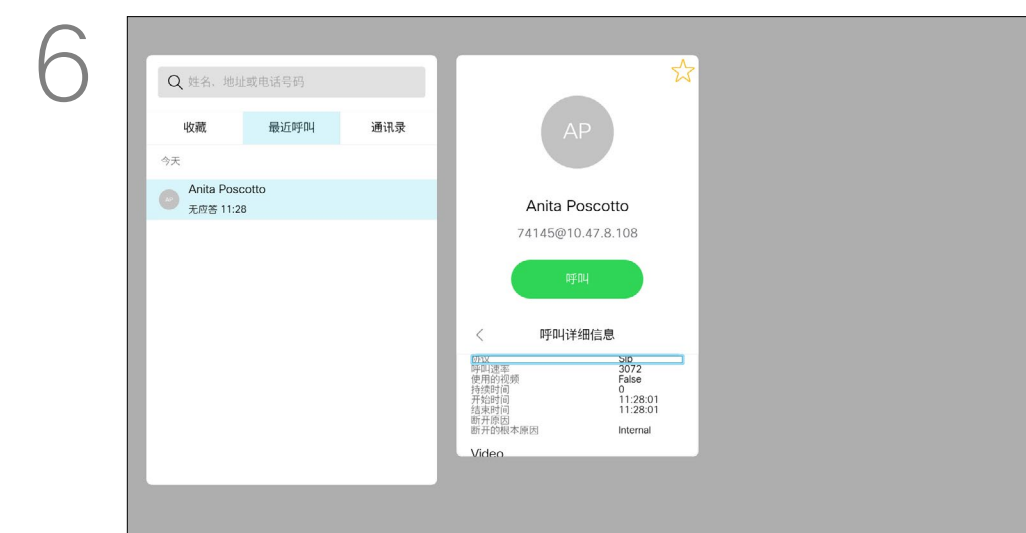 6
姓名，地址或电话号码
收藏 最近呼叫 通讯录
今天
AP
Anita Poscotto
无应答 11:28
AP
Anita Poscotto
74145@10.47.8.108
呼叫
呼叫详细信息
协议 Sip
呼叫速率 3072
使用的视频 False
持续时间 0
开始时间 11:28:01
结束时间 11:28:01
断开原因
断开的根本原因 Internal
Video